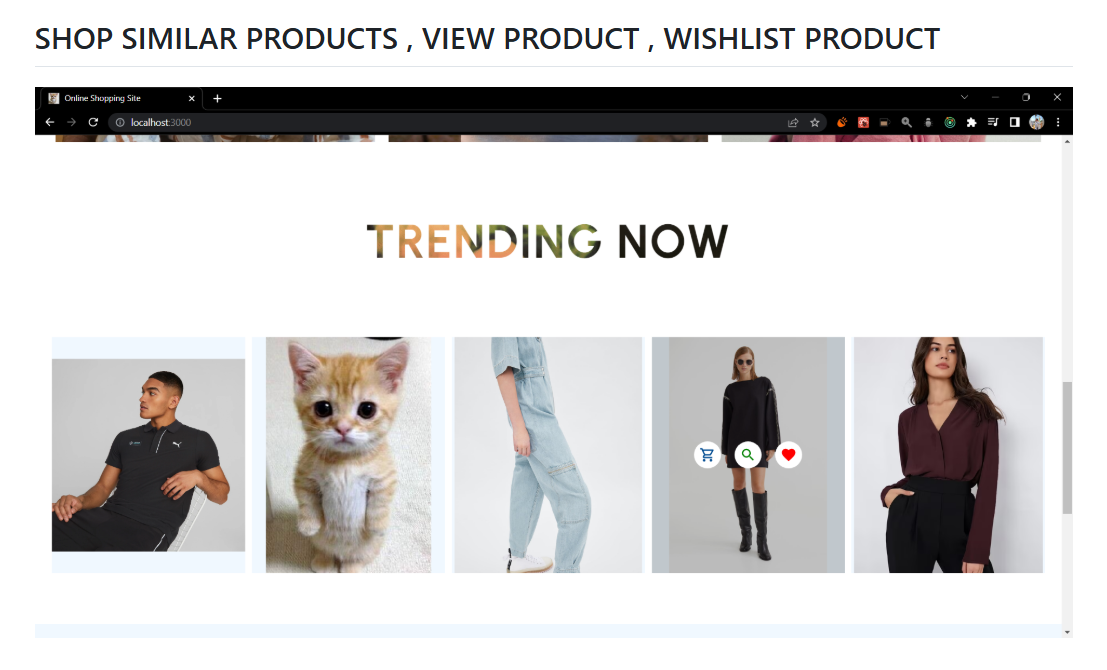 SHOP SIMILAR PRODUCTS , VIEW PRODUCT , WISHLIST PRODUCT
Online Shopping Site
localhost:3000
TRENDING NOW